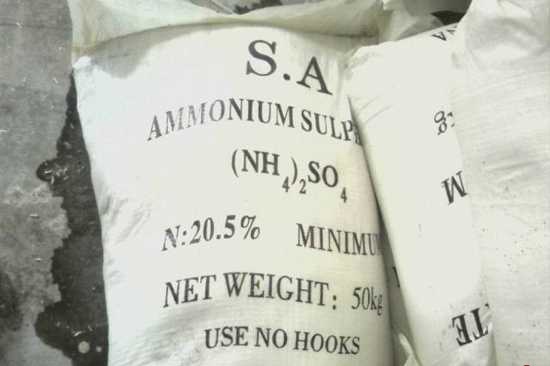 S.A
AMMONIUM SULP
(NH4)2SO4
N:20.5% MINIMU
NET WEIGHT: 50kg
USE NO HOOKS